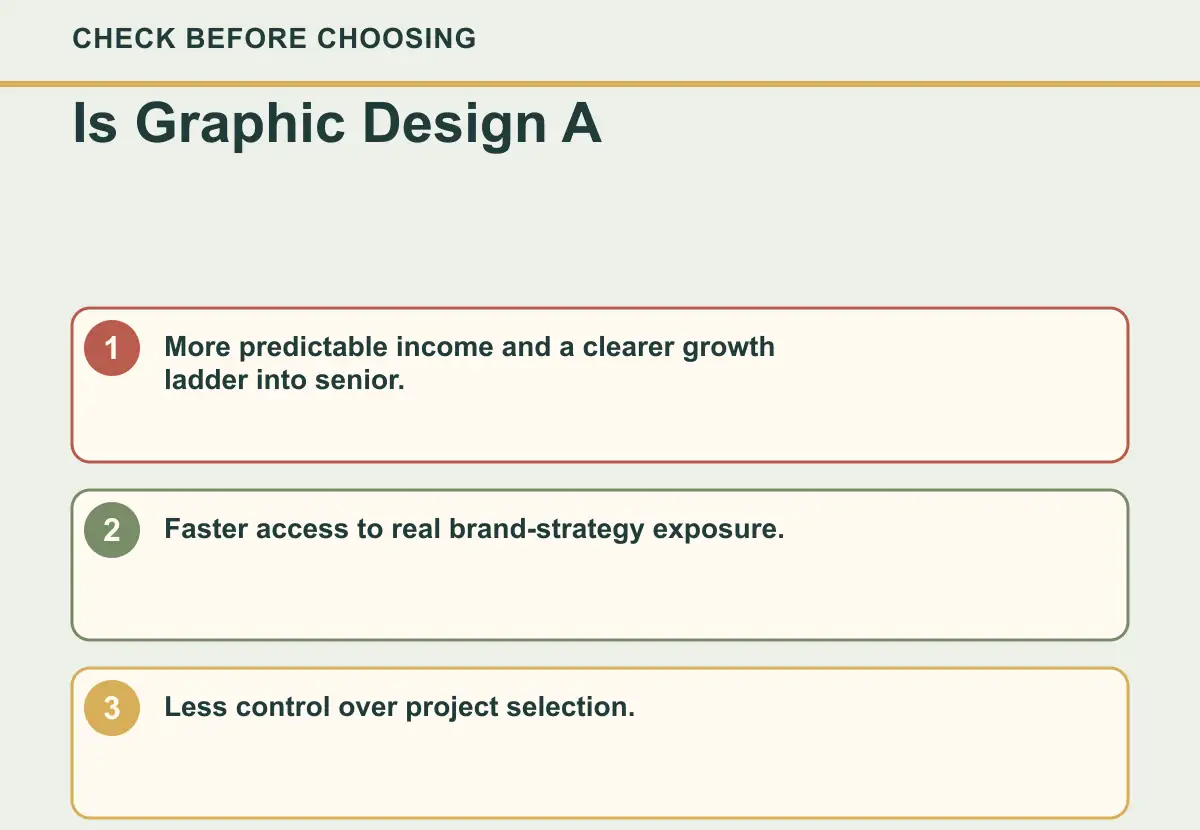 CHECK BEFORE CHOOSING
Is Graphic Design A
1
More predictable income and a clearer growth
ladder into senior.
2
Faster access to real brand-strategy exposure.
3
Less control over project selection.